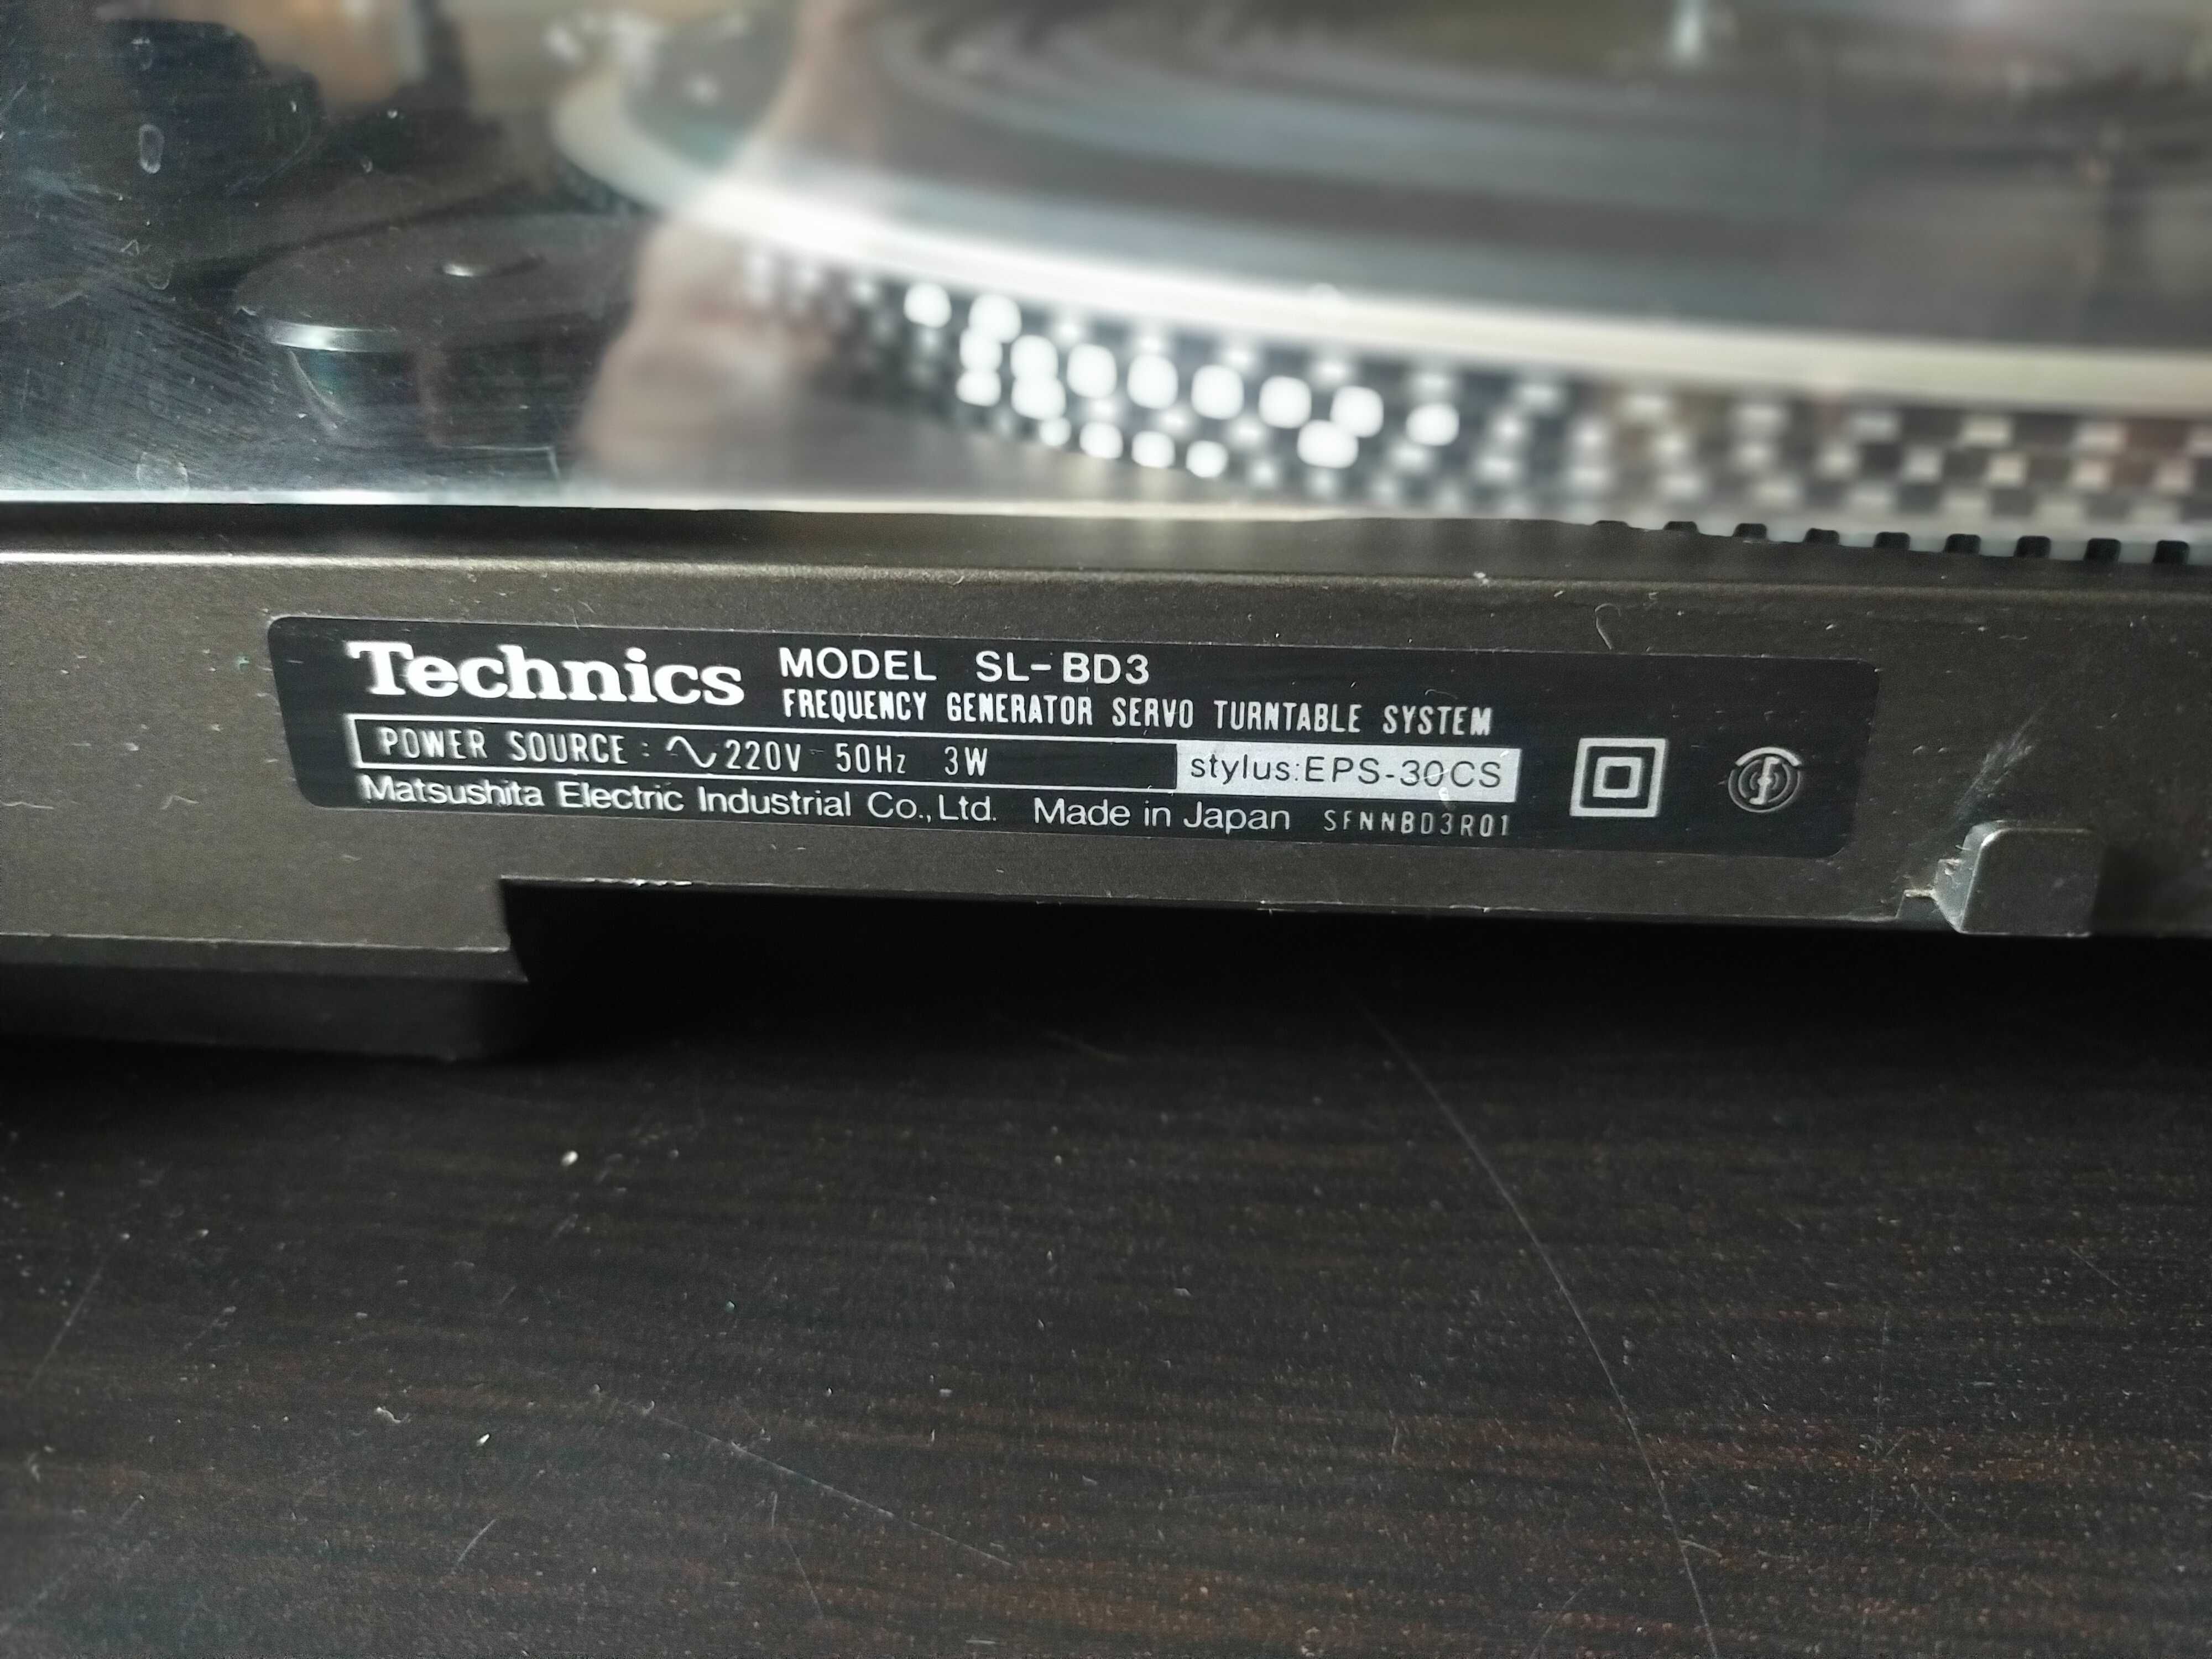 Technics MODEL SL-BD3
FREQUENCY GENERATOR SERVO TURNTABLE SYSTEM
POWER SOURCE: ∿220V 50Hz 3W stylus:EPS-30CS
Matsushita Electric Industrial Co., Ltd. Made in Japan SFNNBD3R01